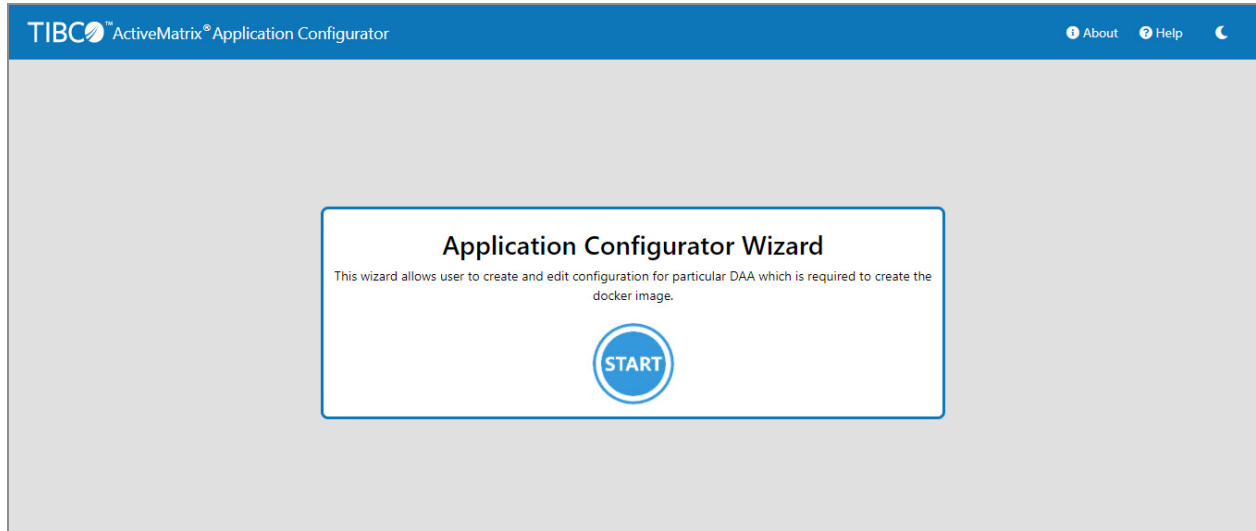 TIBCO™ ActiveMatrix® Application Configurator
About Help
Application Configurator Wizard
This wizard allows user to create and edit configuration for particular DAA which is required to create the
docker image.
START